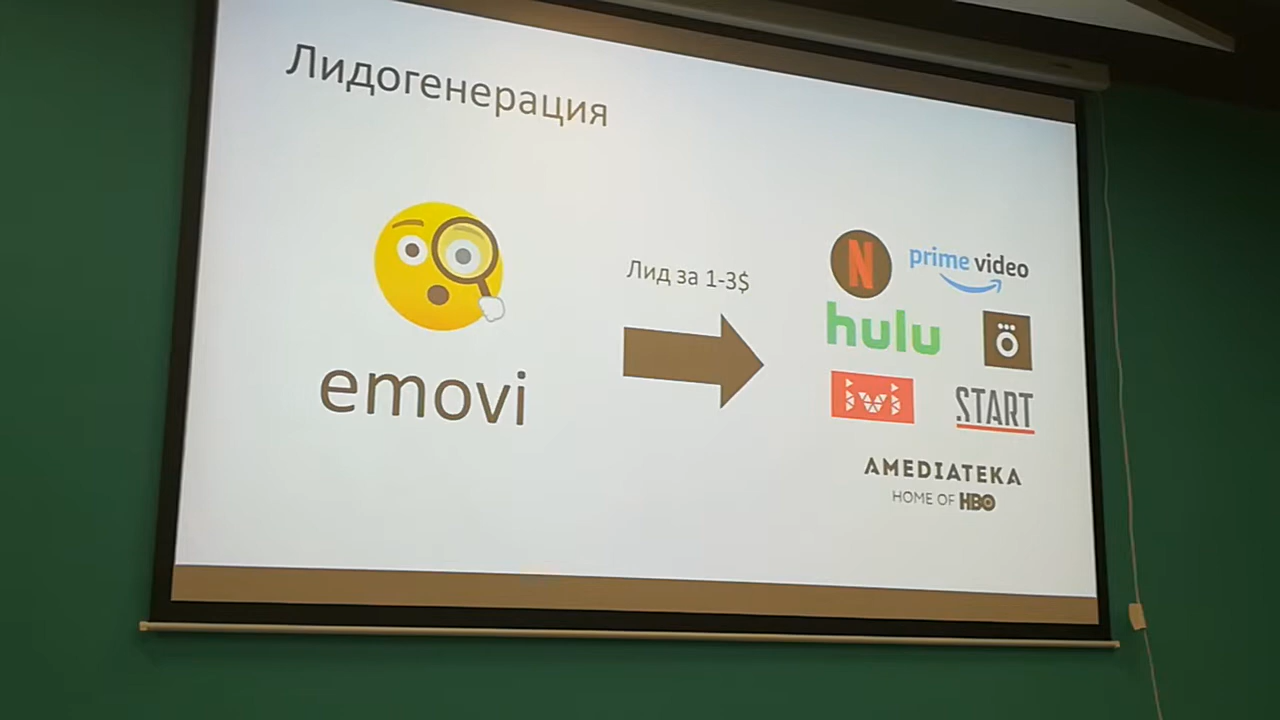 Лидогенерация
emovi
Лид за 1-3$
N
prime video
hulu
ö
ivi
START
AMEDIATEKA
HOME OF HBO